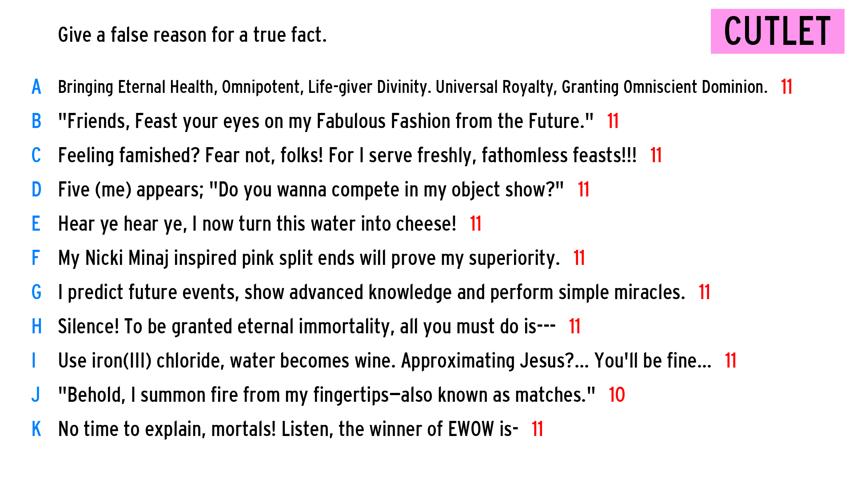 Give a false reason for a true fact.
CUTLET
A Bringing Eternal Health, Omnipotent, Life-giver Divinity. Universal Royalty, Granting Omniscient Dominion. 11
B "Friends, Feast your eyes on my Fabulous Fashion from the Future." 11
C Feeling famished? Fear not, folks! For I serve freshly, fathomless feasts!!! 11
D Five (me) appears; "Do you wanna compete in my object show?" 11
E Hear ye hear ye, I now turn this water into cheese! 11
F My Nicki Minaj inspired pink split ends will prove my superiority. 11
G I predict future events, show advanced knowledge and perform simple miracles. 11
H Silence! To be granted eternal immortality, all you must do is--- 11
I Use iron(III) chloride, water becomes wine. Approximating Jesus?... You'll be fine... 11
J "Behold, I summon fire from my fingertips—also known as matches." 10
K No time to explain, mortals! Listen, the winner of EWOW is- 11